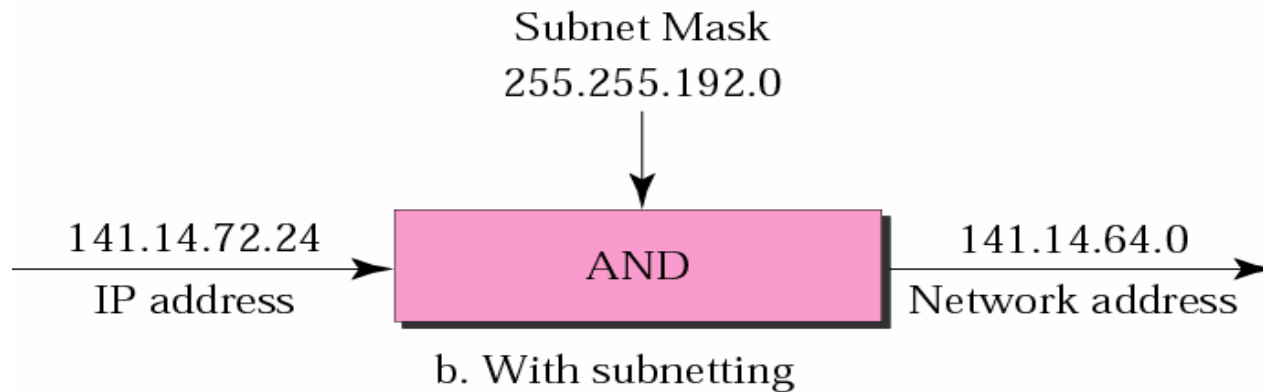 Subnet Mask
255.255.192.0
141.14.72.24
IP address
AND
141.14.64.0
Network address
b. With subnetting